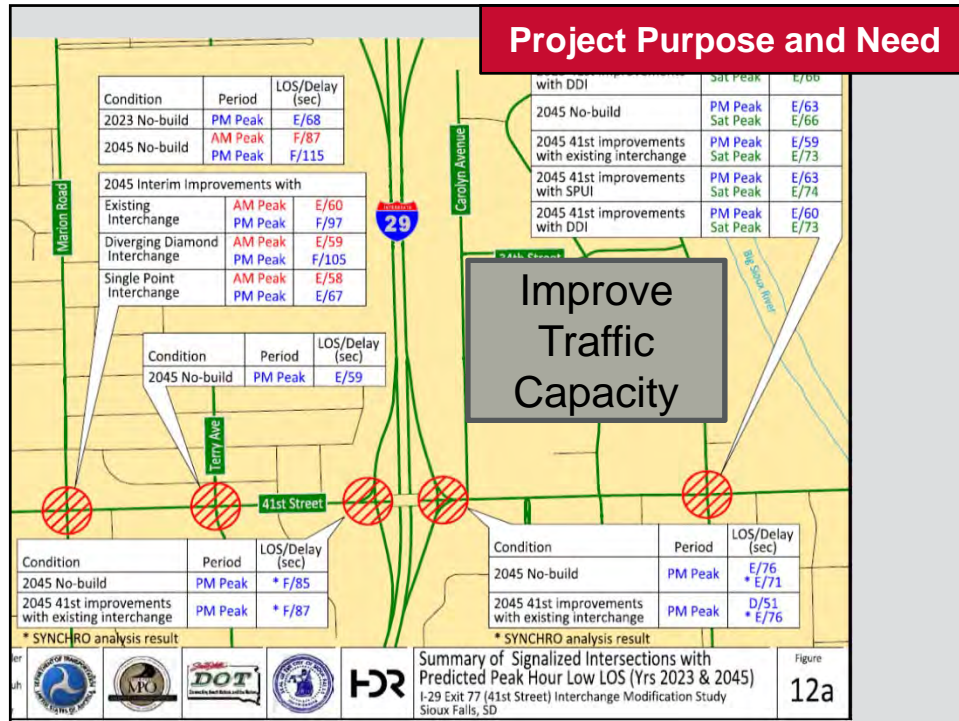 Project Purpose and Need
Condition Period LOS/Delay (sec)
2023 No-build PM Peak E/68
2045 No-build AM Peak F/87
PM Peak F/115
2045 Interim Improvements with
Existing Interchange AM Peak E/60
PM Peak F/97
Diverging Diamond Interchange AM Peak E/59
PM Peak F/105
Single Point Interchange AM Peak E/58
PM Peak E/67
Marion Road
INTERSTATE
29
Carolyn Avenue
with DDI Sat Peak E/66
2045 No-build PM Peak E/63
Sat Peak E/66
2045 41st improvements PM Peak E/59
with existing interchange Sat Peak E/73
2045 41st improvements PM Peak E/63
with SPUI Sat Peak E/74
2045 41st improvements PM Peak E/60
with DDI Sat Peak E/73
Big Sioux River
Improve
Traffic
Capacity
Condition Period LOS/Delay (sec)
2045 No-build PM Peak E/59
Terry Ave
41st Street
Condition Period LOS/Delay (sec)
2045 No-build PM Peak * F/85
2045 41st improvements
with existing interchange PM Peak * F/87
* SYNCHRO analysis result
Condition Period LOS/Delay (sec)
2045 No-build PM Peak E/76
* E/71
2045 41st improvements PM Peak D/51
with existing interchange * E/76
* SYNCHRO analysis result
MPO
DOT
HDR
Summary of Signalized Intersections with
Predicted Peak Hour Low LOS (Yrs 2023 & 2045)
I-29 Exit 77 (41st Street) Interchange Modification Study
Sioux Falls, SD
Figure
12a